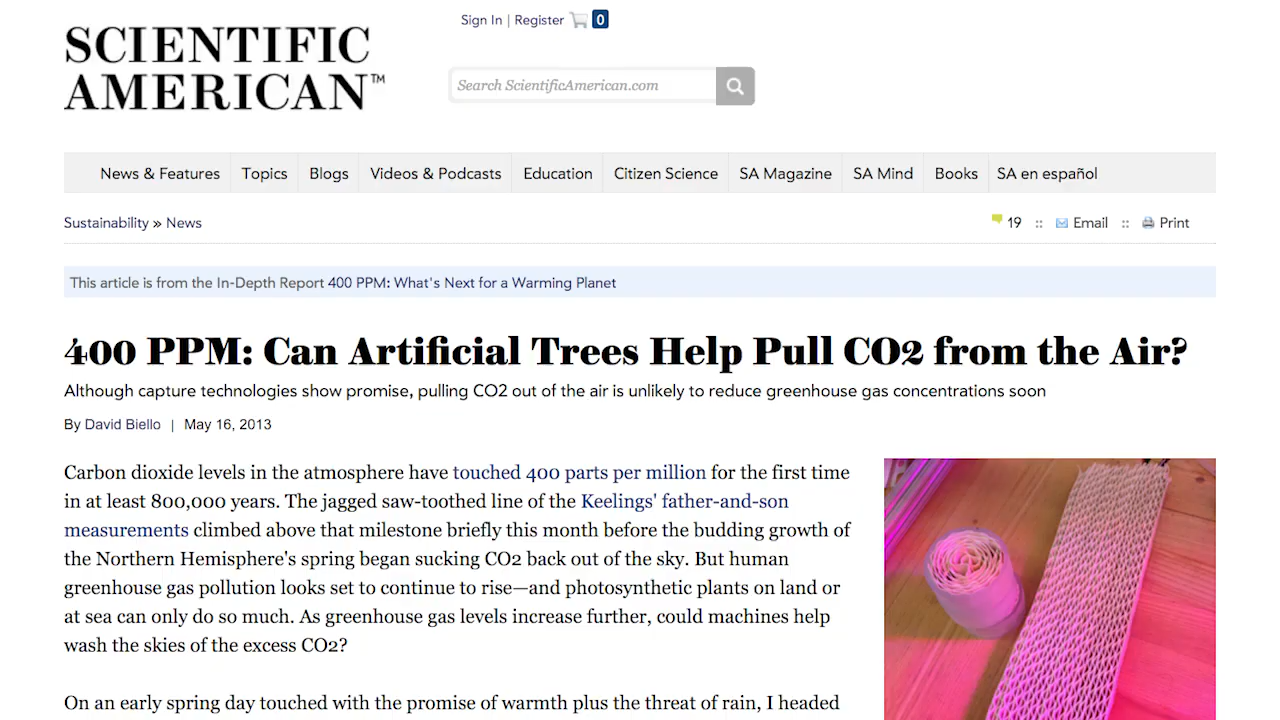 Sign In | Register 0
SCIENTIFIC
AMERICAN™
Search ScientificAmerican.com
News & Features Topics Blogs Videos & Podcasts Education Citizen Science SA Magazine SA Mind Books SA en español
Sustainability » News 19 :: Email :: Print
This article is from the In-Depth Report 400 PPM: What's Next for a Warming Planet
400 PPM: Can Artificial Trees Help Pull CO2 from the Air?
Although capture technologies show promise, pulling CO2 out of the air is unlikely to reduce greenhouse gas concentrations soon
By David Biello | May 16, 2013
Carbon dioxide levels in the atmosphere have touched 400 parts per million for the first time
in at least 800,000 years. The jagged saw-toothed line of the Keelings' father-and-son
measurements climbed above that milestone briefly this month before the budding growth of
the Northern Hemisphere's spring began sucking CO2 back out of the sky. But human
greenhouse gas pollution looks set to continue to rise—and photosynthetic plants on land or
at sea can only do so much. As greenhouse gas levels increase further, could machines help
wash the skies of the excess CO2?
On an early spring day touched with the promise of warmth plus the threat of rain, I headed